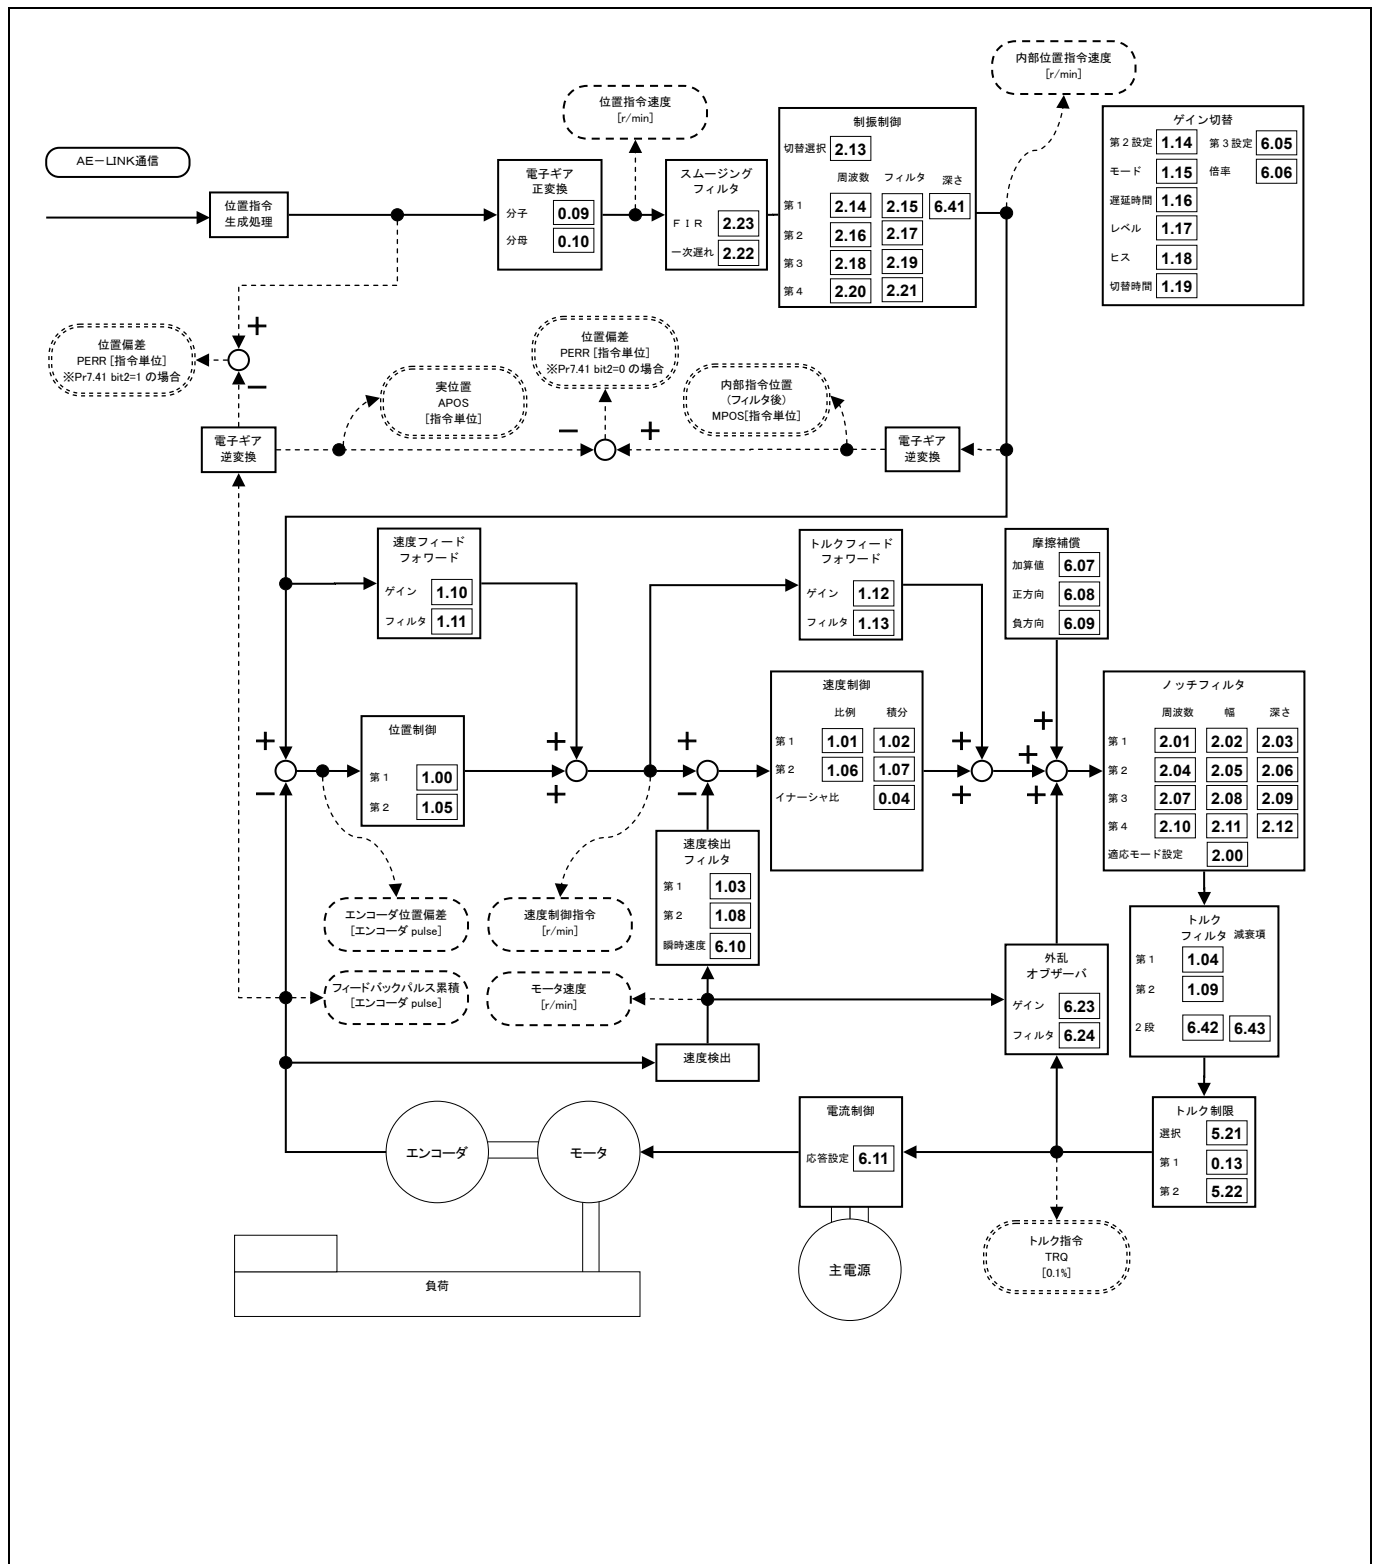 内部位置指令速度
[r/min]
位置指令速度
[r/min]
AE－LINK通信
位置指令
生成処理
電子ギア
正変換
分子 0.09
分母 0.10
スムージング
フィルタ
ＦＩＲ 2.23
一次遅れ 2.22
制振制御
切替選択 2.13
周波数 フィルタ 深さ
第１ 2.14 2.15 6.41
第２ 2.16 2.17
第３ 2.18 2.19
第４ 2.20 2.21
ゲイン切替
第２設定 1.14 第３設定 6.05
モード 1.15 倍率 6.06
遅延時間 1.16
レベル 1.17
ヒス 1.18
切替時間 1.19
＋
－
位置偏差
PERR [指令単位]
※Pr7.41 bit2=1 の場合
実位置
APOS
[指令単位]
位置偏差
PERR [指令単位]
※Pr7.41 bit2=0 の場合
内部指令位置
(フィルタ後)
MPOS[指令単位]
－
＋
電子ギア
逆変換
電子ギア
逆変換
速度フィード
フォワード
ゲイン 1.10
フィルタ 1.11
トルクフィード
フォワード
ゲイン 1.12
フィルタ 1.13
摩擦補償
加算値 6.07
正方向 6.08
負方向 6.09
＋
－
位置制御
第１ 1.00
第２ 1.05
＋
＋
＋
－
速度制御
比例 積分
第１ 1.01 1.02
第２ 1.06 1.07
イナーシャ比 0.04
＋
＋
＋
＋
＋
ノッチフィルタ
周波数 幅 深さ
第１ 2.01 2.02 2.03
第２ 2.04 2.05 2.06
第３ 2.07 2.08 2.09
第４ 2.10 2.11 2.12
適応モード設定 2.00
速度検出
フィルタ
第１ 1.03
第２ 1.08
瞬時速度 6.10
エンコーダ位置偏差
[エンコーダ pulse]
速度制御指令
[r/min]
フィードバックパルス累積
[エンコーダ pulse]
モータ速度
[r/min]
外乱
オブザーバ
ゲイン 6.23
フィルタ 6.24
トルク
フィルタ 減衰項
第１ 1.04
第２ 1.09
２段 6.42 6.43
速度検出
エンコーダ
モータ
電流制御
応答設定 6.11
トルク制限
選択 5.21
第１ 0.13
第２ 5.22
主電源
トルク指令
TRQ
[0.1%]
負荷